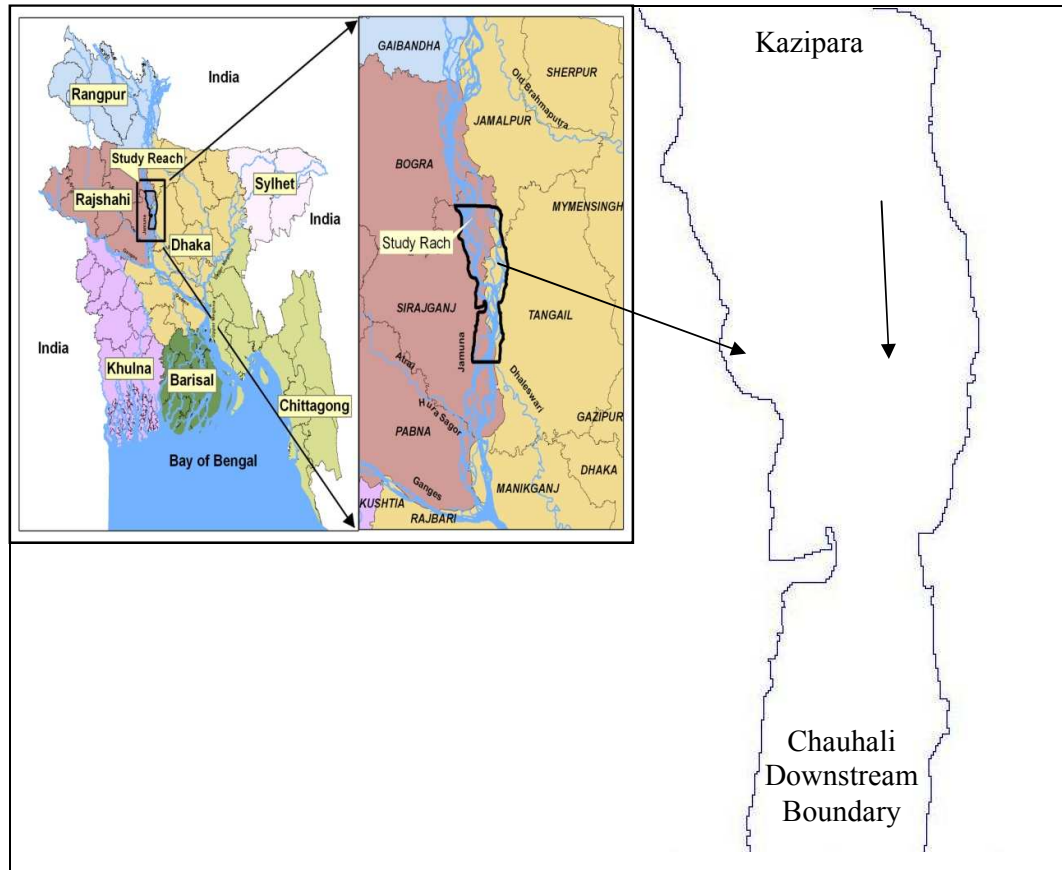 India
Rangpur
Study Reach
Rajshahi
Sylhet
India
Jamuna
Dhaka
Ganges
India
Khulna
Barisal
Chittagong
Bay of Bengal
GAIBANDHA
SHERPUR
Old Brahmaputra
JAMALPUR
BOGRA
MYMENSINGH
Study Rach
SIRAJGANJ
TANGAIL
Jamuna
Atrai
Dhaleswari
Hura Sagor
GAZIPUR
PABNA
DHAKA
Ganges
MANIKGANJ
KUSHTIA
RAJBARI
Kazipara
Chauhali
Downstream
Boundary